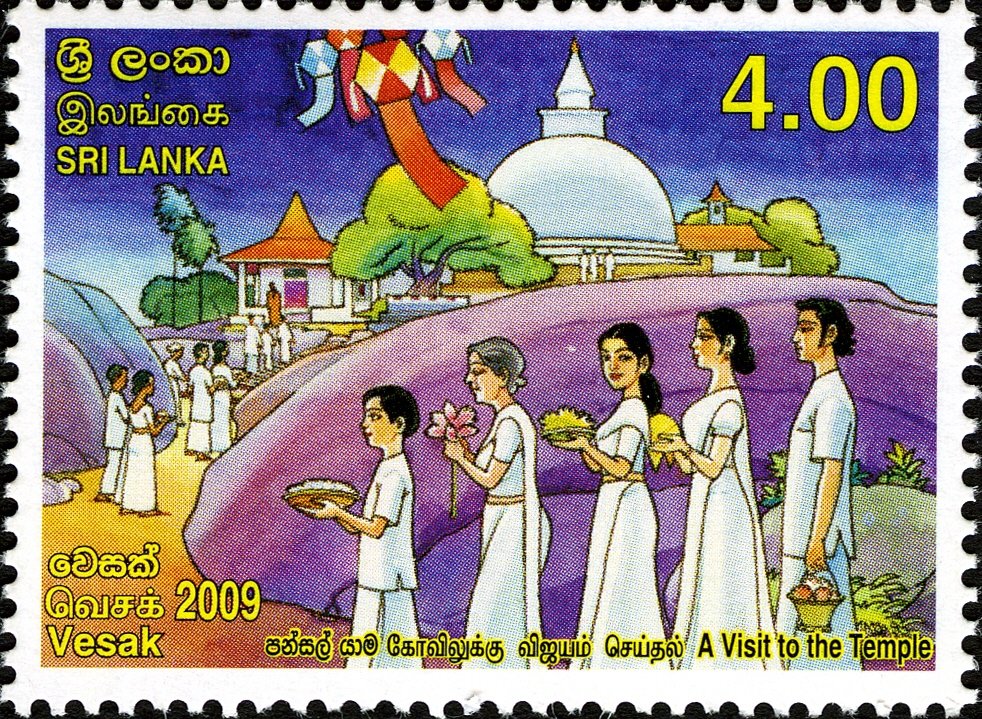 ශ්‍රී ලංකා
இலங்கை
SRI LANKA
4.00
වෙසක්
வெசக் 2009
Vesak
පන්සල් යාම கோவிலுக்கு விஜயம் செய்தல் A Visit to the Temple